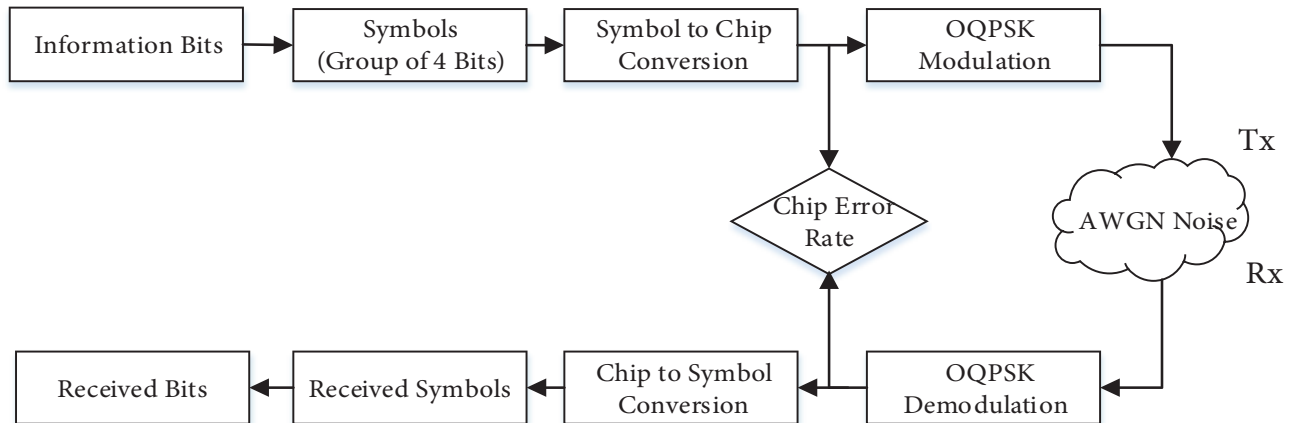 Information Bits
Symbols
(Group of 4 Bits)
Symbol to Chip
Conversion
OQPSK
Modulation
Tx
Chip Error
Rate
AWGN Noise
Rx
Received Bits
Received Symbols
Chip to Symbol
Conversion
OQPSK
Demodulation